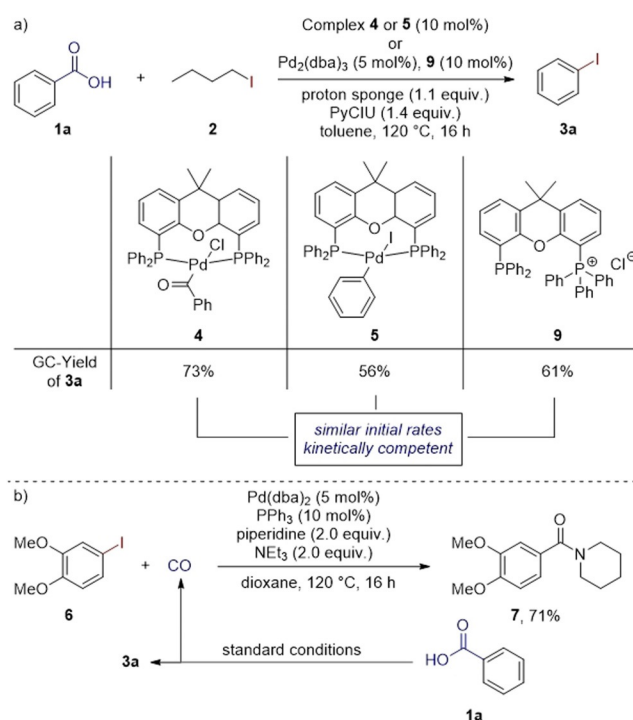 a)
Complex 4 or 5 (10 mol%)
or
Pd2(dba)3 (5 mol%), 9 (10 mol%)
O
OH
+
I
I
proton sponge (1.1 equiv.)
PyCIU (1.4 equiv.)
toluene, 120 °C, 16 h
1a
2
3a
O
Ph2P
Cl
Pd
PPh2
O
Ph
O
Ph2P
I
Pd
PPh2
O
PPh2
Ph
P
⊕
Ph
Ph
Cl⊖
4
5
9
GC-Yield
of 3a
73%
56%
61%
similar initial rates
kinetically competent
b)
Pd(dba)2 (5 mol%)
PPh3 (10 mol%)
piperidine (2.0 equiv.)
NEt3 (2.0 equiv.)
MeO
MeO
I
+
CO
dioxane, 120 °C, 16 h
MeO
MeO
O
N
6
7, 71%
3a
standard conditions
O
HO
1a